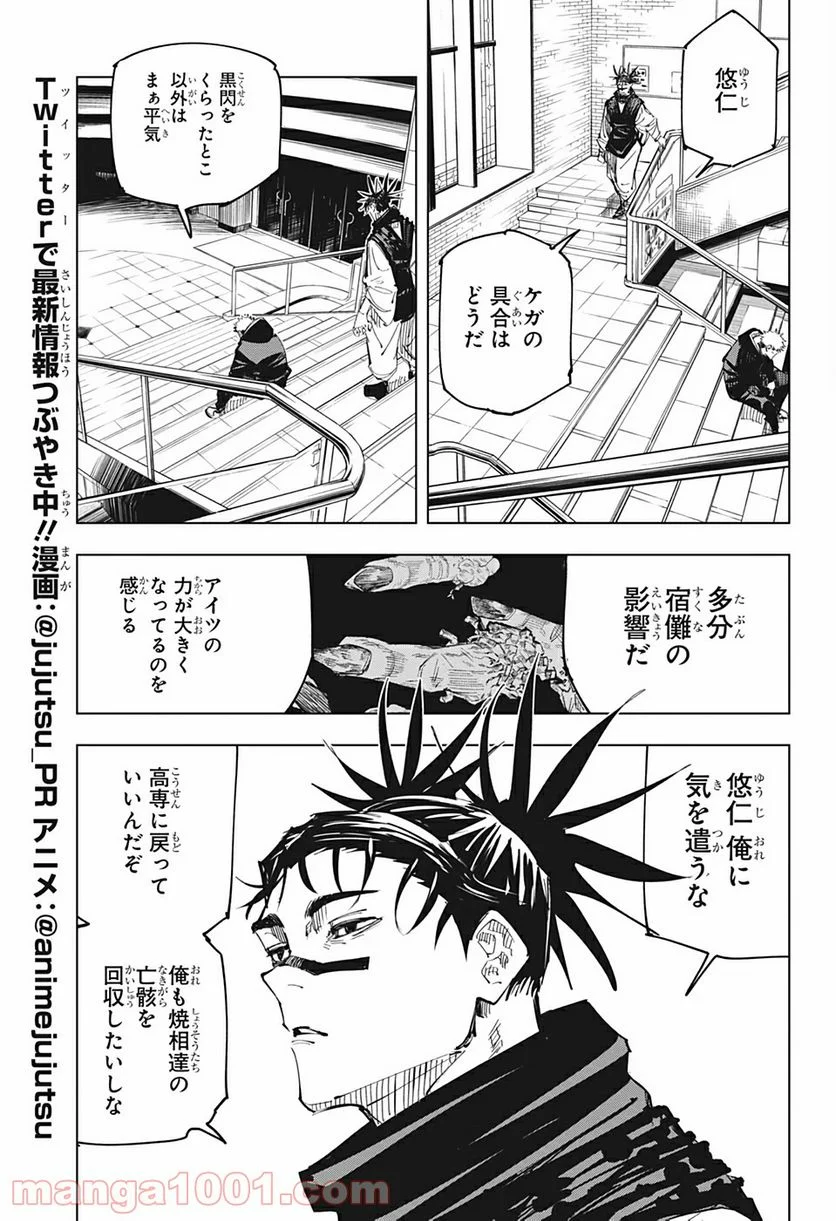 悠仁
ケガの
具合は
どうだ
黒閃を
くらったとこ
以外は
まぁ平気
多分
宿儺の
影響だ
アイツの
力が大きく
なってるのを
感じる
悠仁 俺に
気を遣うな
高専に戻って
いいんだぞ
俺も焼相達の
亡骸を
回収したいしな
Twitterで最新情報つぶやき中!!漫画:@jujutsu_PR アニメ:@animejujutsu
manga1001.com